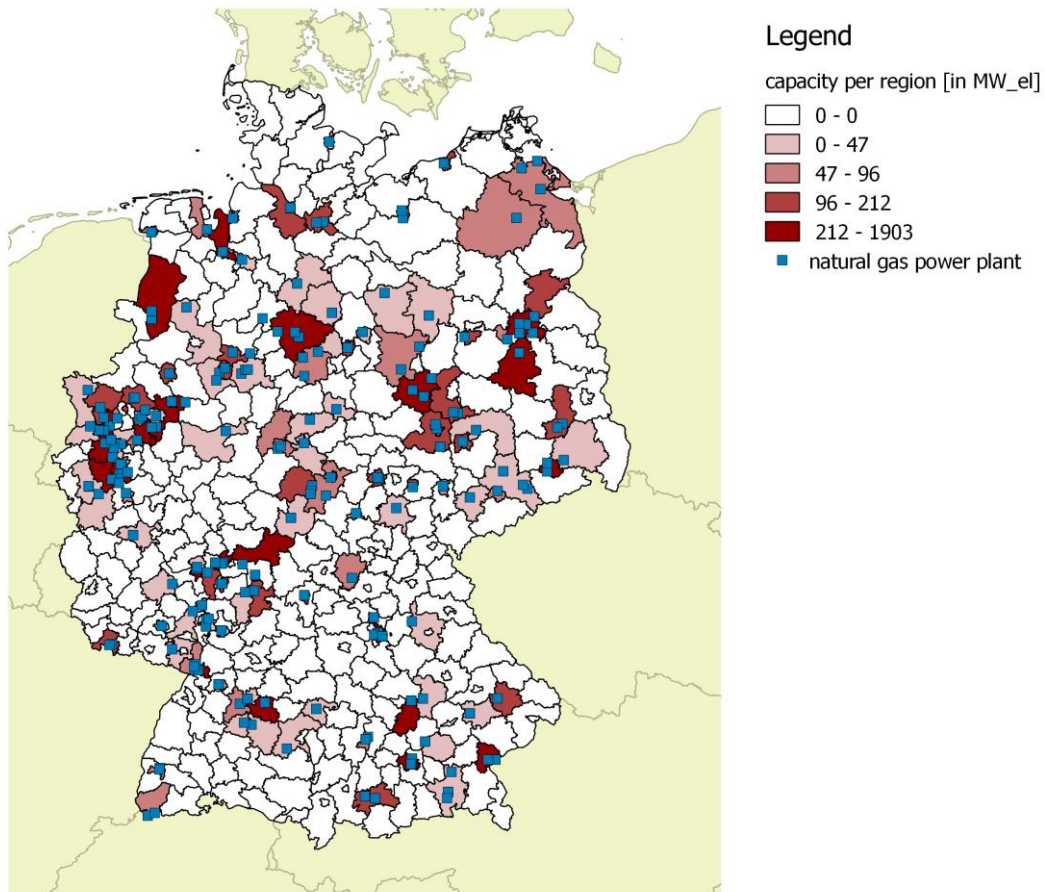 Legend
capacity per region [in MW_el]
0 - 0
0 - 47
47 - 96
96 - 212
212 - 1903
natural gas power plant